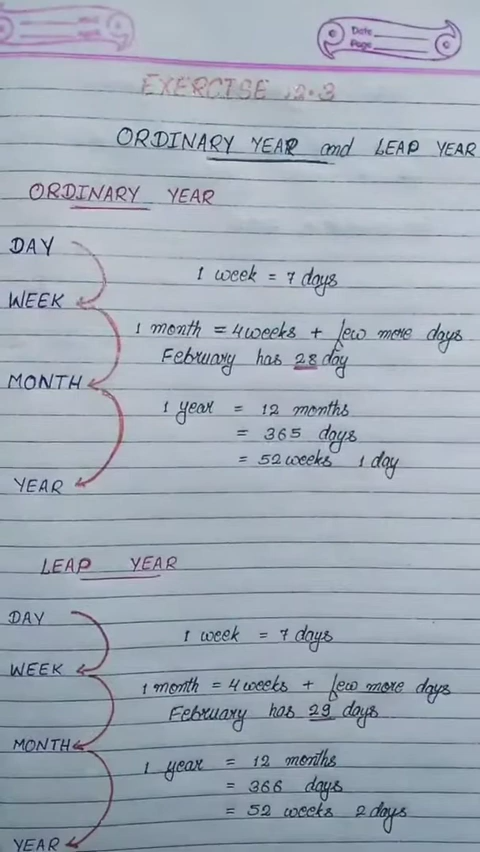 Date
Page
EXERCISE 2.3
ORDINARY YEAR and LEAP YEAR
ORDINARY YEAR
DAY
1 week = 7 days
WEEK
1 month = 4 weeks + few more days
February has 28 day
MONTH
1 year = 12 months
= 365 days
= 52 weeks 1 day
YEAR
LEAP YEAR
DAY
1 week = 7 days
WEEK
1 month = 4 weeks + few more days
February has 29 days
MONTH
1 year = 12 months
= 366 days
= 52 weeks 2 days
YEAR